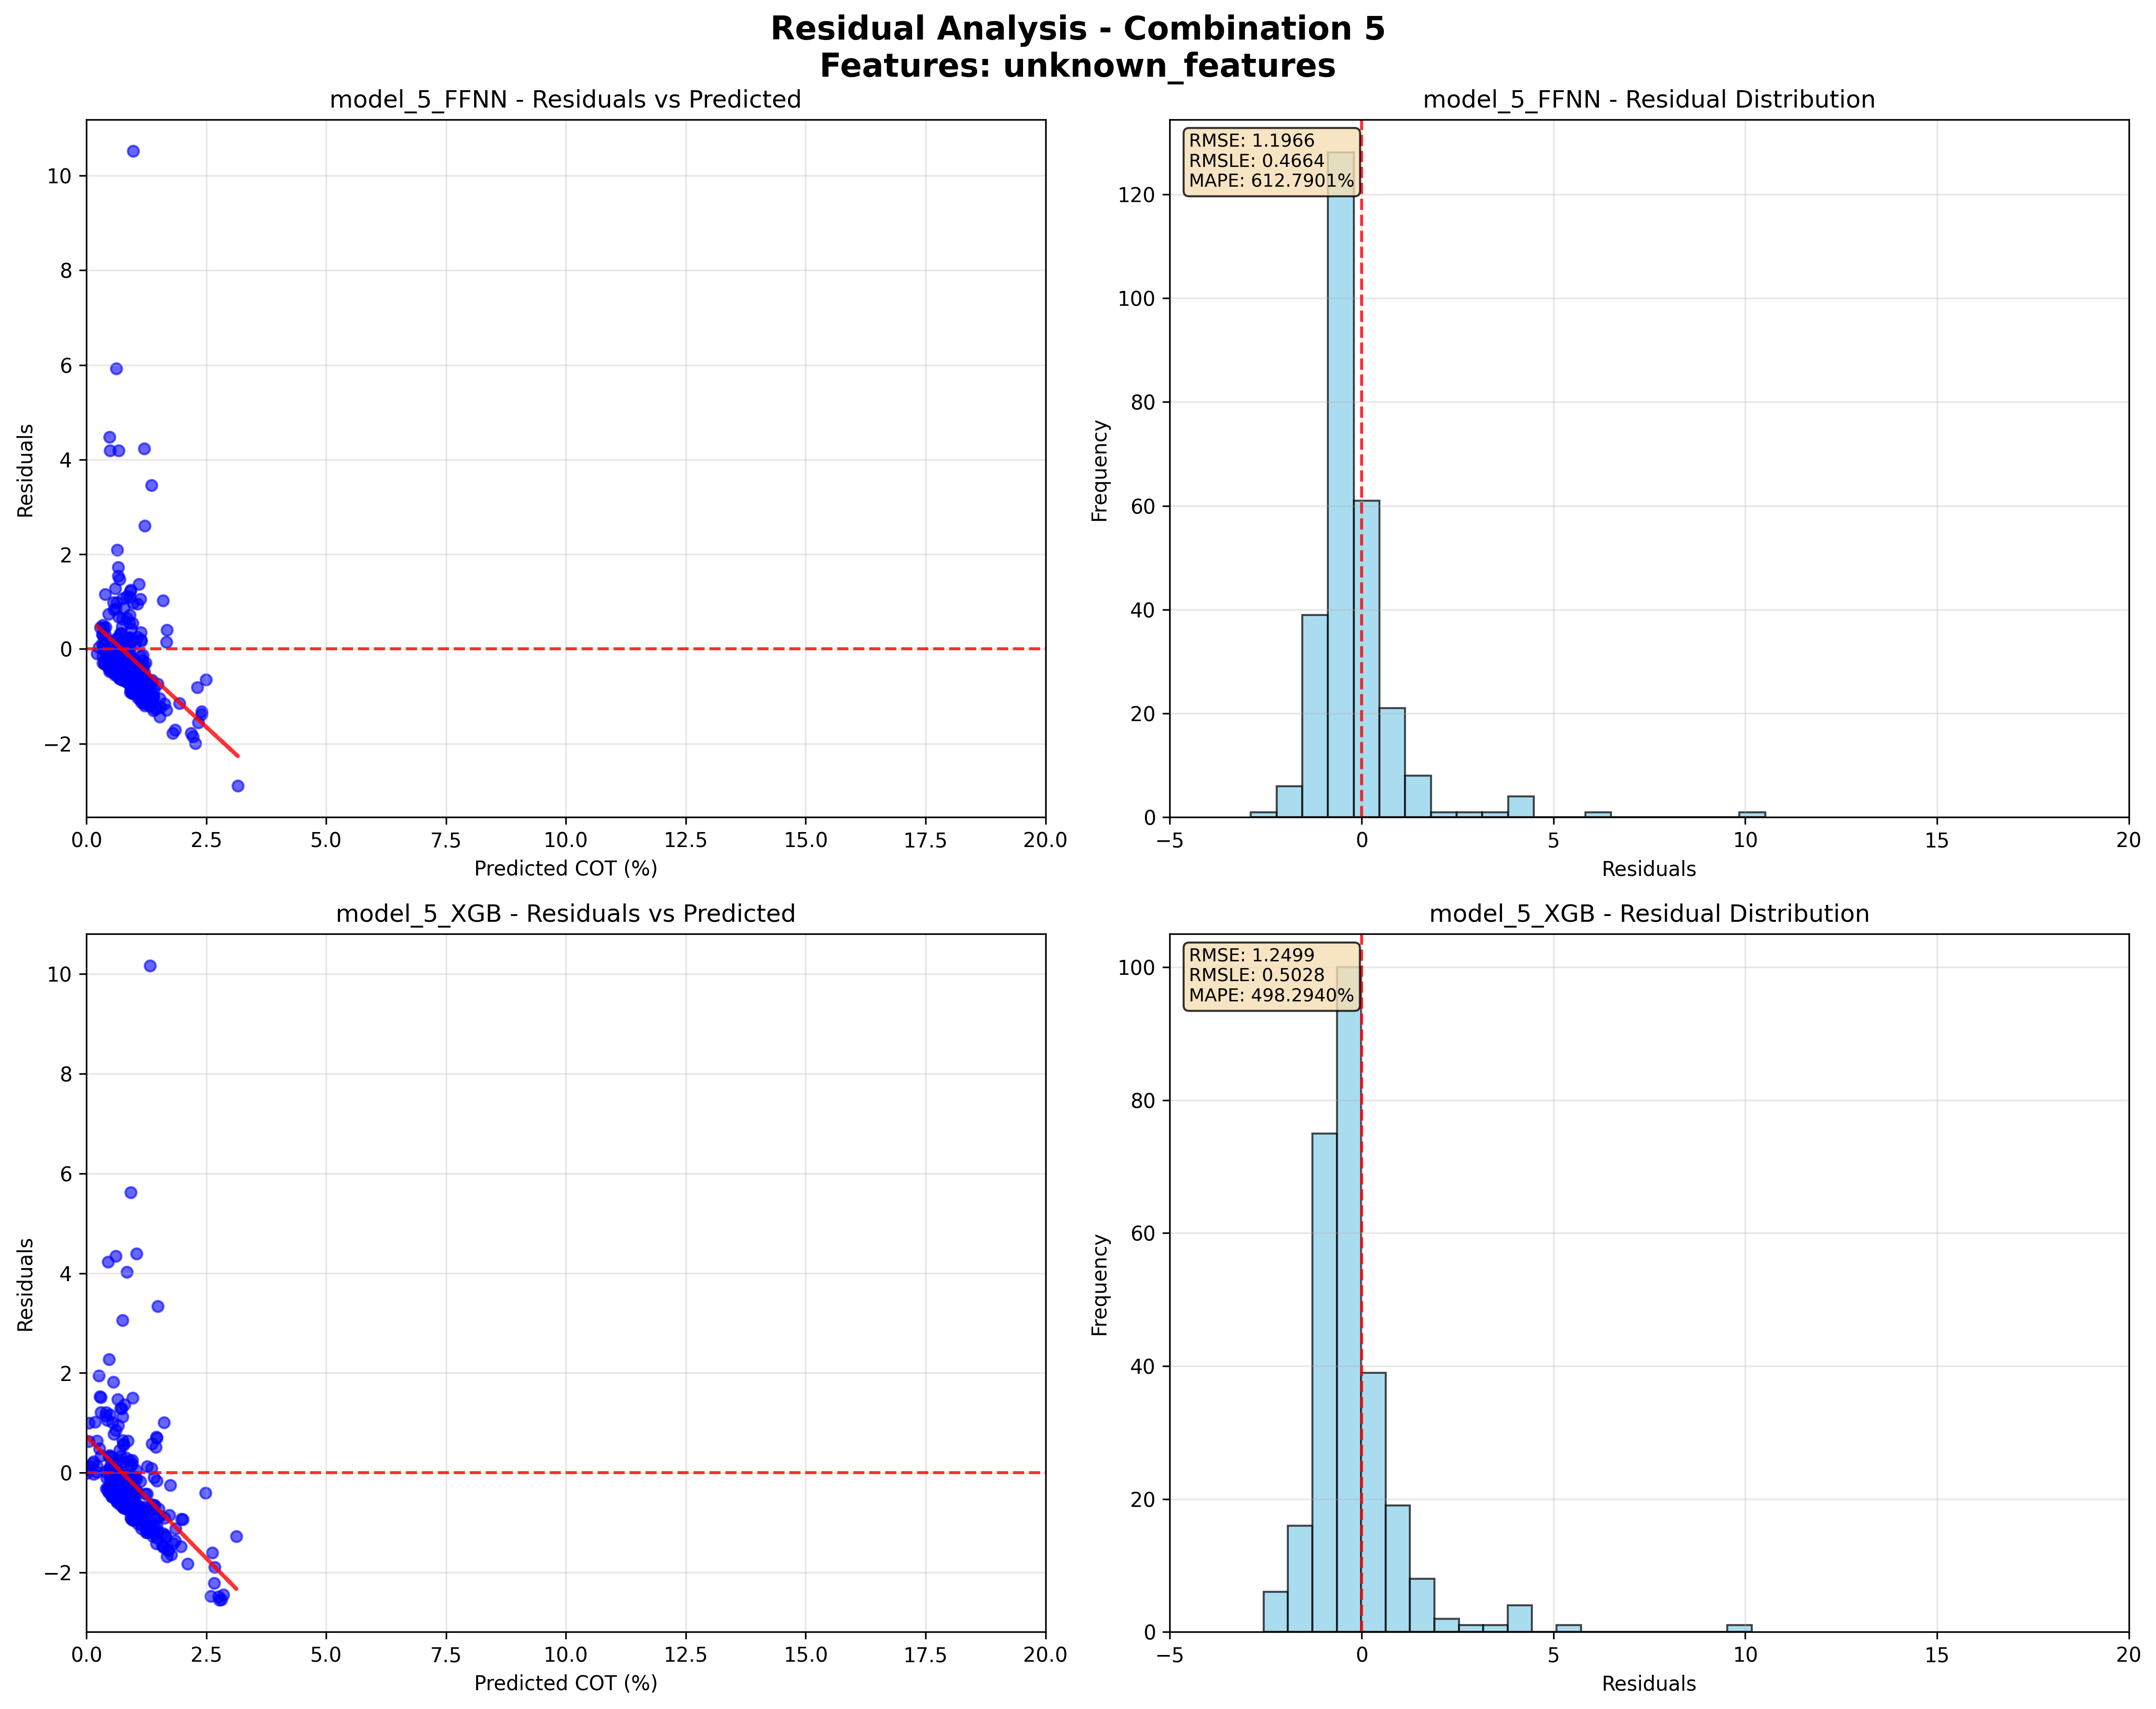 Residual Analysis - Combination 5
Features: unknown_features
model_5_FFNN - Residuals vs Predicted
10
8
6
4
2
0
−2
Residuals
0.0 2.5 5.0 7.5 10.0 12.5 15.0 17.5 20.0
Predicted COT (%)
model_5_FFNN - Residual Distribution
RMSE: 1.1966
RMSLE: 0.4664
MAPE: 612.7901%
120
100
80
60
40
20
0
Frequency
−5 0 5 10 15 20
Residuals
model_5_XGB - Residuals vs Predicted
10
8
6
4
2
0
−2
Residuals
0.0 2.5 5.0 7.5 10.0 12.5 15.0 17.5 20.0
Predicted COT (%)
model_5_XGB - Residual Distribution
RMSE: 1.2499
RMSLE: 0.5028
MAPE: 498.2940%
100
80
60
40
20
0
Frequency
−5 0 5 10 15 20
Residuals